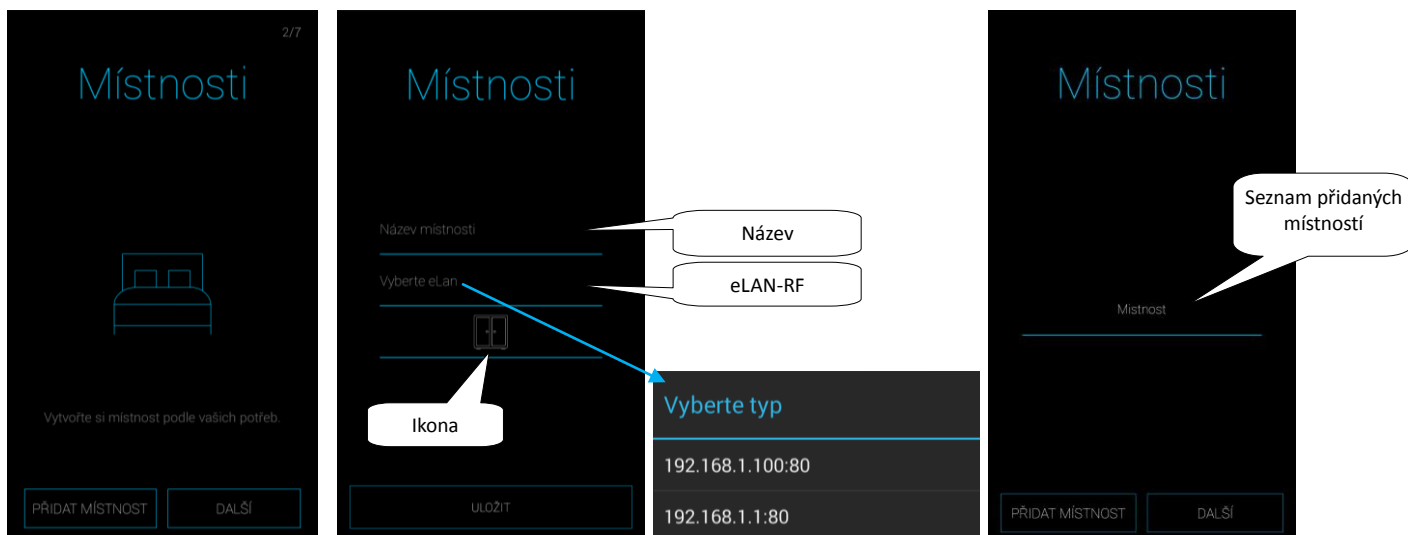 2/7
Místnosti
Vytvořte si místnost podle vašich potřeb.
PŘIDAT MÍSTNOST
DALŠÍ
Místnosti
Název místnosti
Vyberte eLan
Název
eLAN-RF
Ikona
ULOŽIT
Vyberte typ
192.168.1.100:80
192.168.1.1:80
Místnosti
Seznam přidaných
místností
Mistnost
PŘIDAT MÍSTNOST
DALŠÍ